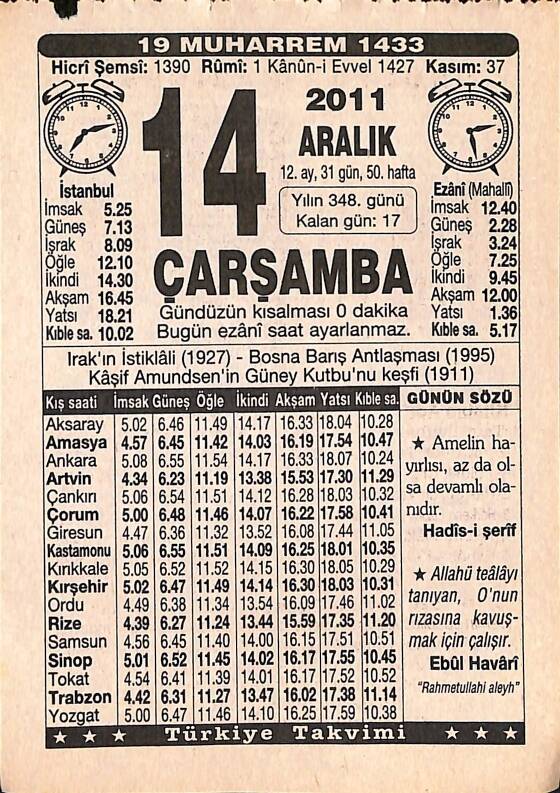 19 MUHARREM 1433
Hicrî Şemsî: 1390 Rûmî: 1 Kânûn-i Evvel 1427 Kasım: 37
14
2011
ARALIK
12. ay, 31 gün, 50. hafta
Yılın 348. günü
Kalan gün: 17
ÇARŞAMBA
Gündüzün kısalması 0 dakika
Bugün ezânî saat ayarlanmaz.
İstanbul
İmsak 5.25
Güneş 7.13
İşrak 8.09
Öğle 12.10
İkindi 14.30
Akşam 16.45
Yatsı 18.21
Kıble sa. 10.02
Ezânî (Mahallî)
İmsak 12.40
Güneş 2.28
İşrak 3.24
Öğle 7.25
İkindi 9.45
Akşam 12.00
Yatsı 1.36
Kıble sa. 5.17
Irak'ın İstiklâli (1927) - Bosna Barış Antlaşması (1995)
Kâşif Amundsen'in Güney Kutbu'nu keşfi (1911)
Kış saati İmsak Güneş Öğle İkindi Akşam Yatsı Kıble sa.
Aksaray 5.02 6.46 11.49 14.17 16.33 18.04 10.28
Amasya 4.57 6.45 11.42 14.03 16.19 17.54 10.47
Ankara 5.08 6.55 11.54 14.17 16.33 18.07 10.24
Artvin 4.34 6.23 11.19 13.38 15.53 17.30 11.29
Çankırı 5.06 6.54 11.51 14.12 16.28 18.03 10.32
Çorum 5.00 6.48 11.46 14.07 16.22 17.58 10.41
Giresun 4.47 6.36 11.32 13.52 16.08 17.44 11.05
Kastamonu 5.06 6.55 11.51 14.09 16.25 18.01 10.35
Kırıkkale 5.05 6.52 11.52 14.15 16.30 18.05 10.29
Kırşehir 5.02 6.47 11.49 14.14 16.30 18.03 10.31
Ordu 4.49 6.38 11.34 13.54 16.09 17.46 11.02
Rize 4.39 6.27 11.24 13.44 15.59 17.35 11.20
Samsun 4.56 6.45 11.40 14.00 16.15 17.51 10.51
Sinop 5.01 6.52 11.45 14.02 16.17 17.55 10.45
Tokat 4.54 6.41 11.39 14.01 16.17 17.52 10.52
Trabzon 4.42 6.31 11.27 13.47 16.02 17.38 11.14
Yozgat 5.00 6.47 11.46 14.10 16.25 17.59 10.38
GÜNÜN SÖZÜ
★ Amelin ha-
yırlısı, az da ol-
sa devamlı ola-
nıdır.
Hadîs-i şerîf
★ Allahü teâlâyı
tanıyan, O'nun
rızasına kavuş-
mak için çalışır.
Ebûl Havârî
"Rahmetullahi aleyh"
★ ★ ★ Türkiye Takvimi ★ ★ ★